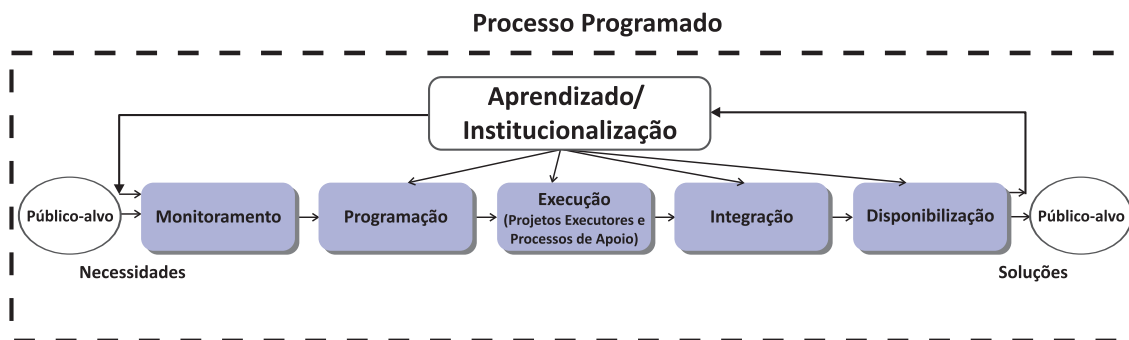 Processo Programado
Aprendizado/
Institucionalização
Público-alvo
Monitoramento
Programação
Execução
(Projetos Executores e
Processos de Apoio)
Integração
Disponibilização
Público-alvo
Necessidades
Soluções